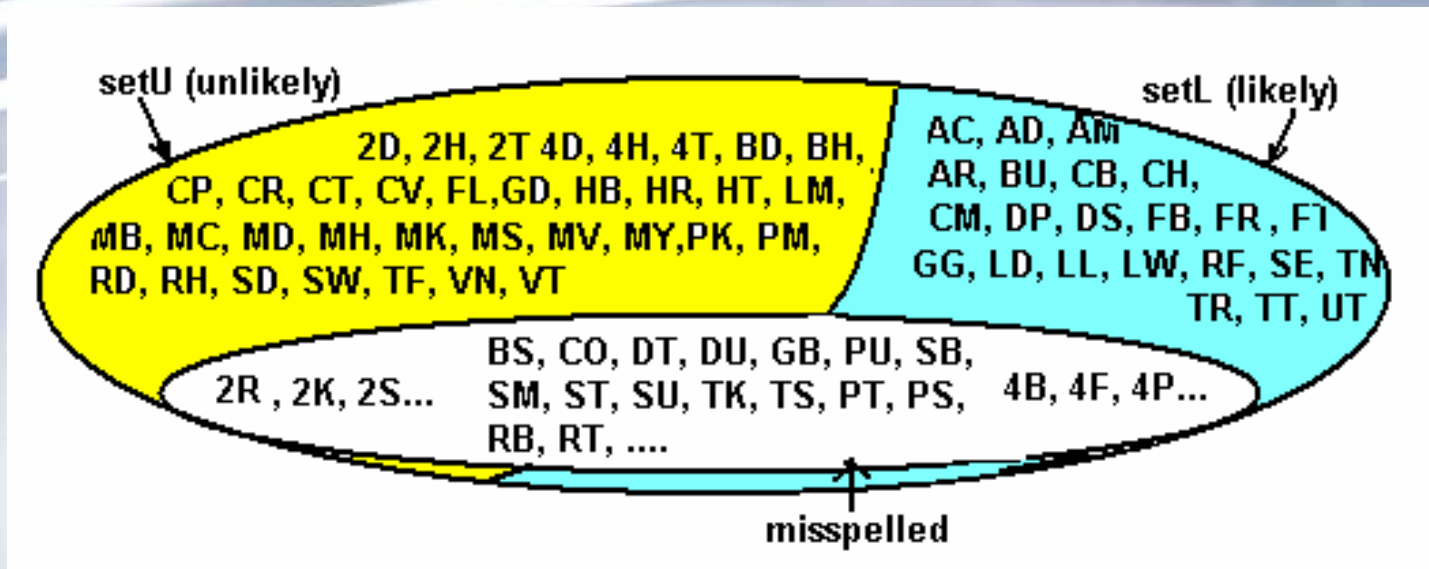 setU (unlikely)
setL (likely)
2D, 2H, 2T 4D, 4H, 4T, BD, BH,
CP, CR, CT, CV, FL,GD, HB, HR, HT, LM,
MB, MC, MD, MH, MK, MS, MV, MY,PK, PM,
RD, RH, SD, SW, TF, VN, VT
AC, AD, AM
AR, BU, CB, CH,
CM, DP, DS, FB, FR , FT
GG, LD, LL, LW, RF, SE, TN
TR, TT, UT
2R , 2K, 2S...
BS, CO, DT, DU, GB, PU, SB,
SM, ST, SU, TK, TS, PT, PS,
RB, RT, ....
4B, 4F, 4P...
misspelled